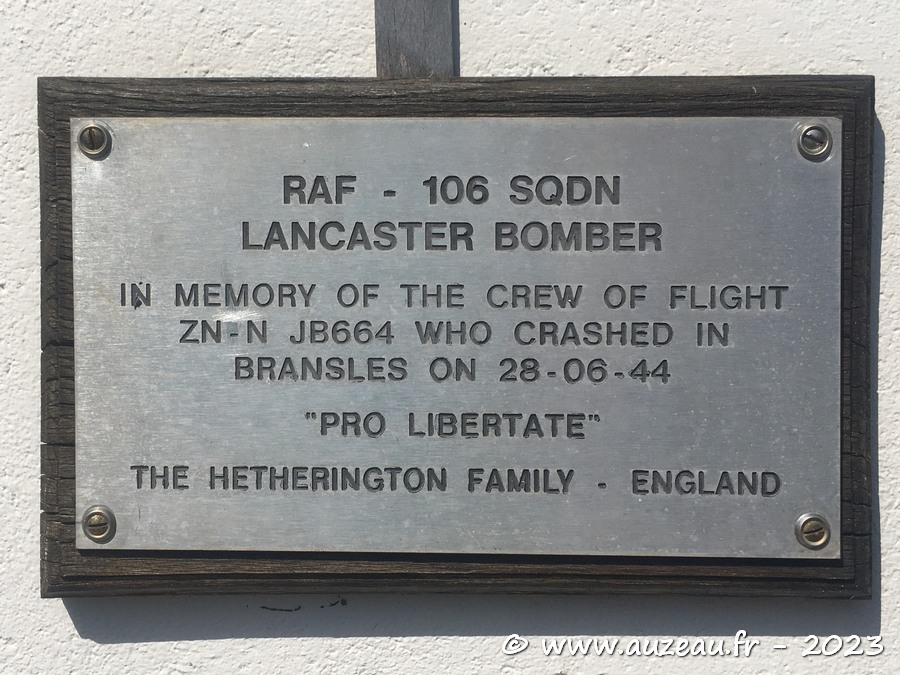 RAF - 106 SQDN
LANCASTER BOMBER
IN MEMORY OF THE CREW OF FLIGHT
ZN-N JB664 WHO CRASHED IN
BRANSLES ON 28-06-44
"PRO LIBERTATE"
THE HETHERINGTON FAMILY - ENGLAND
© www.auzeau.fr - 2023